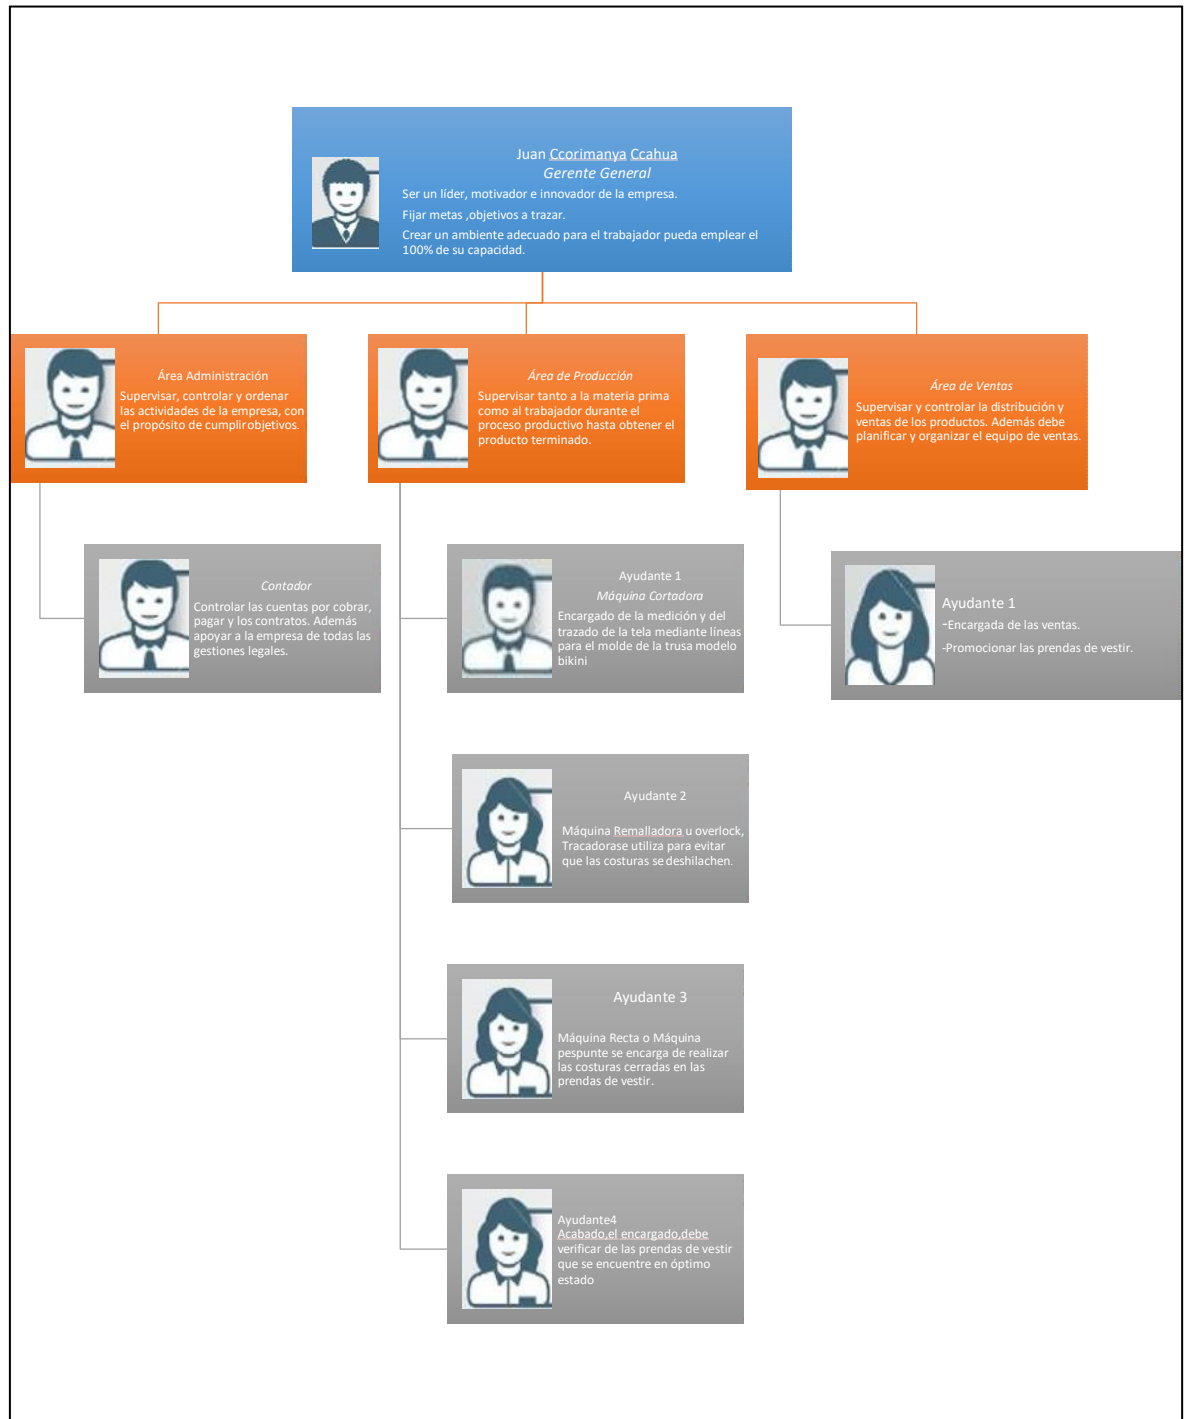 Juan Ccorimanya Ccahua
Gerente General
Ser un líder, motivador e innovador de la empresa.
Fijar metas ,objetivos a trazar.
Crear un ambiente adecuado para el trabajador pueda emplear el
100% de su capacidad.
Área Administración
Supervisar, controlar y ordenar
las actividades de la empresa, con
el propósito de cumplir objetivos.
Área de Producción
Supervisar tanto a la materia prima
como al trabajador durante el
proceso productivo hasta obtener el
producto terminado.
Área de Ventas
Supervisar y controlar la distribución y
ventas de los productos. Además debe
planificar y organizar el equipo de ventas.
Contador
Controlar las cuentas por cobrar,
pagar y los contratos. Además
apoyar a la empresa de todas las
gestiones legales.
Ayudante 1
Máquina Cortadora
Encargado de la medición y del
trazado de la tela mediante líneas
para el molde de la trusa modelo
bikini
Ayudante 1
-Encargada de las ventas.
-Promocionar las prendas de vestir.
Ayudante 2
Máquina Remalladora u overlock,
Tracadorase utiliza para evitar
que las costuras se deshilachen.
Ayudante 3
Máquina Recta o Máquina
pespunte se encarga de realizar
las costuras cerradas en las
prendas de vestir.
Ayudante4
Acabado,el encargado,debe
verificar de las prendas de vestir
que se encuentre en óptimo
estado